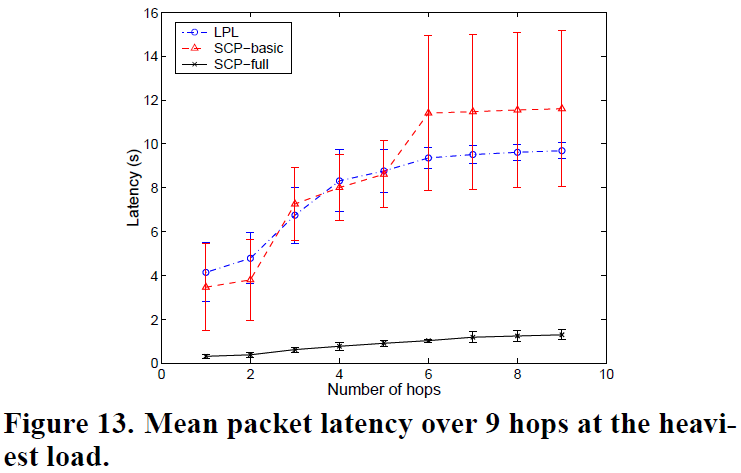 16
14
12
10
8
6
4
2
0
Latency (s)
LPL
SCP-basic
SCP-full
0 2 4 6 8 10
Number of hops
Figure 13. Mean packet latency over 9 hops at the heavi-
est load.